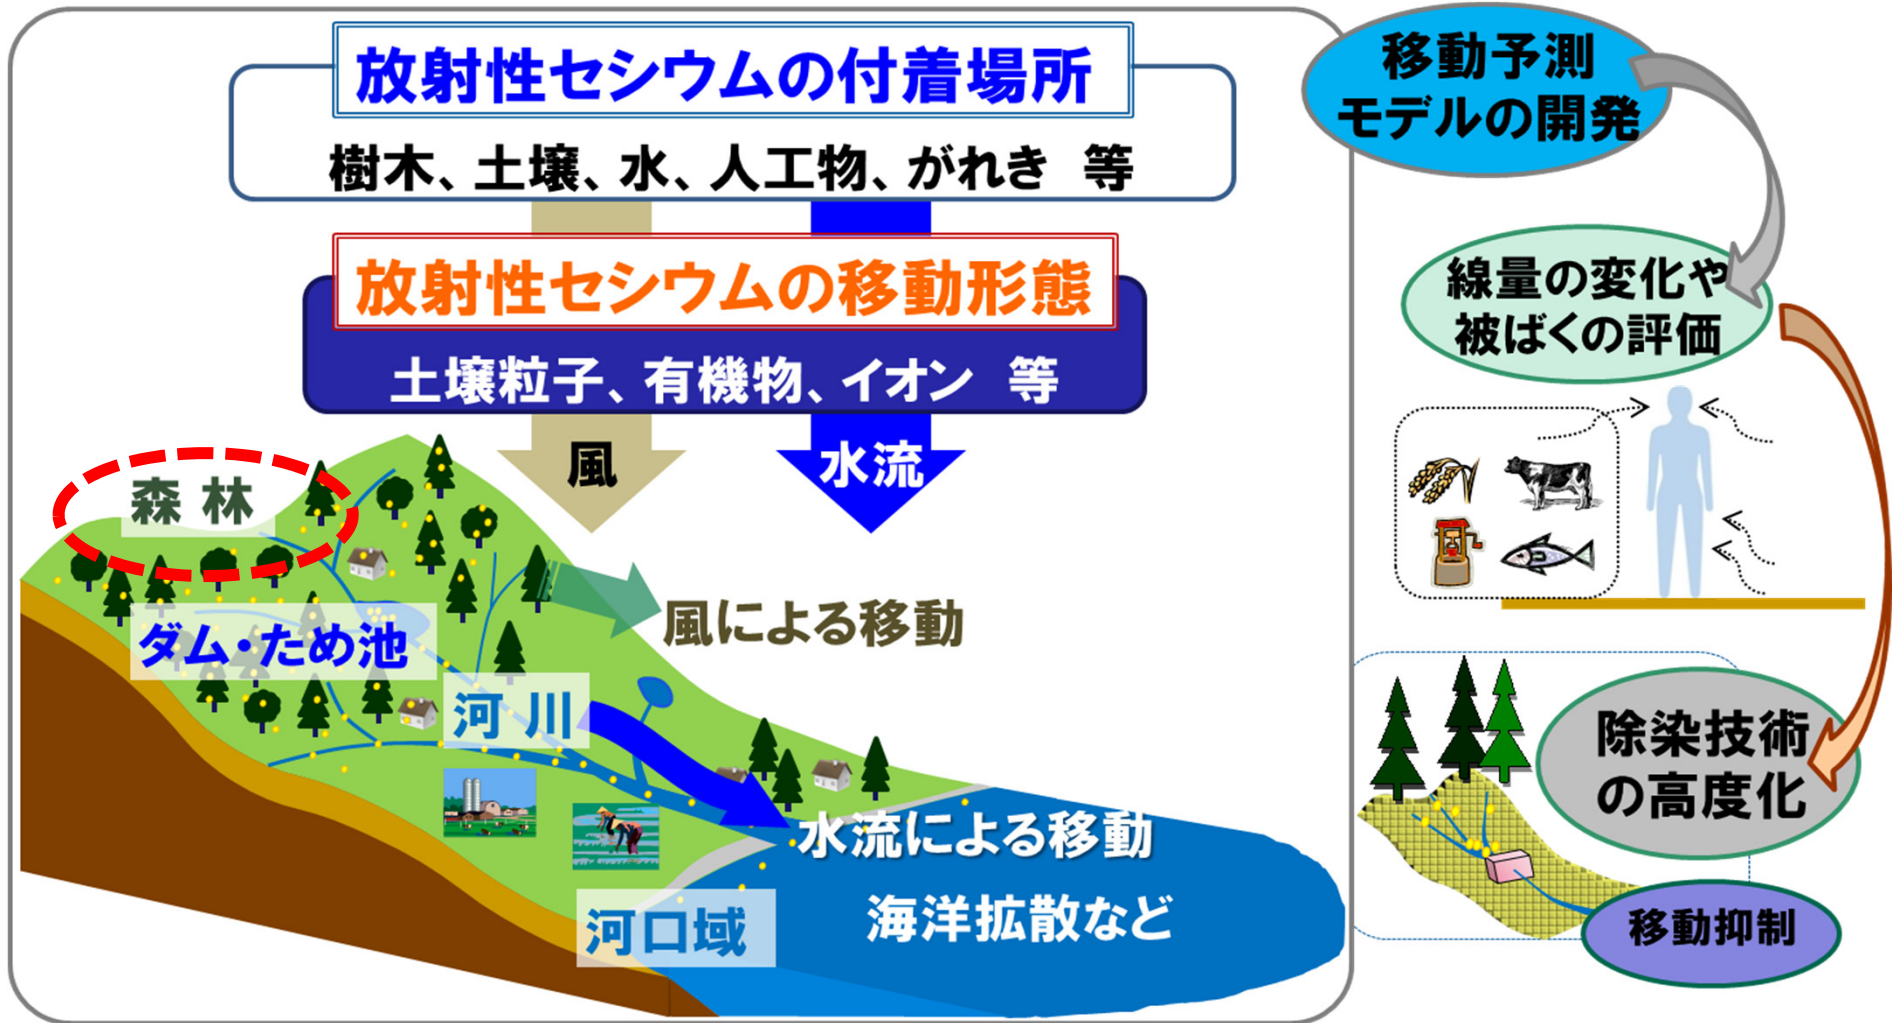 放射性セシウムの付着場所
樹木、土壌、水、人工物、がれき 等
放射性セシウムの移動形態
土壌粒子、有機物、イオン 等
風
水流
森 林
風による移動
ダム・ため池
河 川
水流による移動
海洋拡散など
河口域
移動予測
モデルの開発
線量の変化や
被ばくの評価
除染技術
の高度化
移動抑制